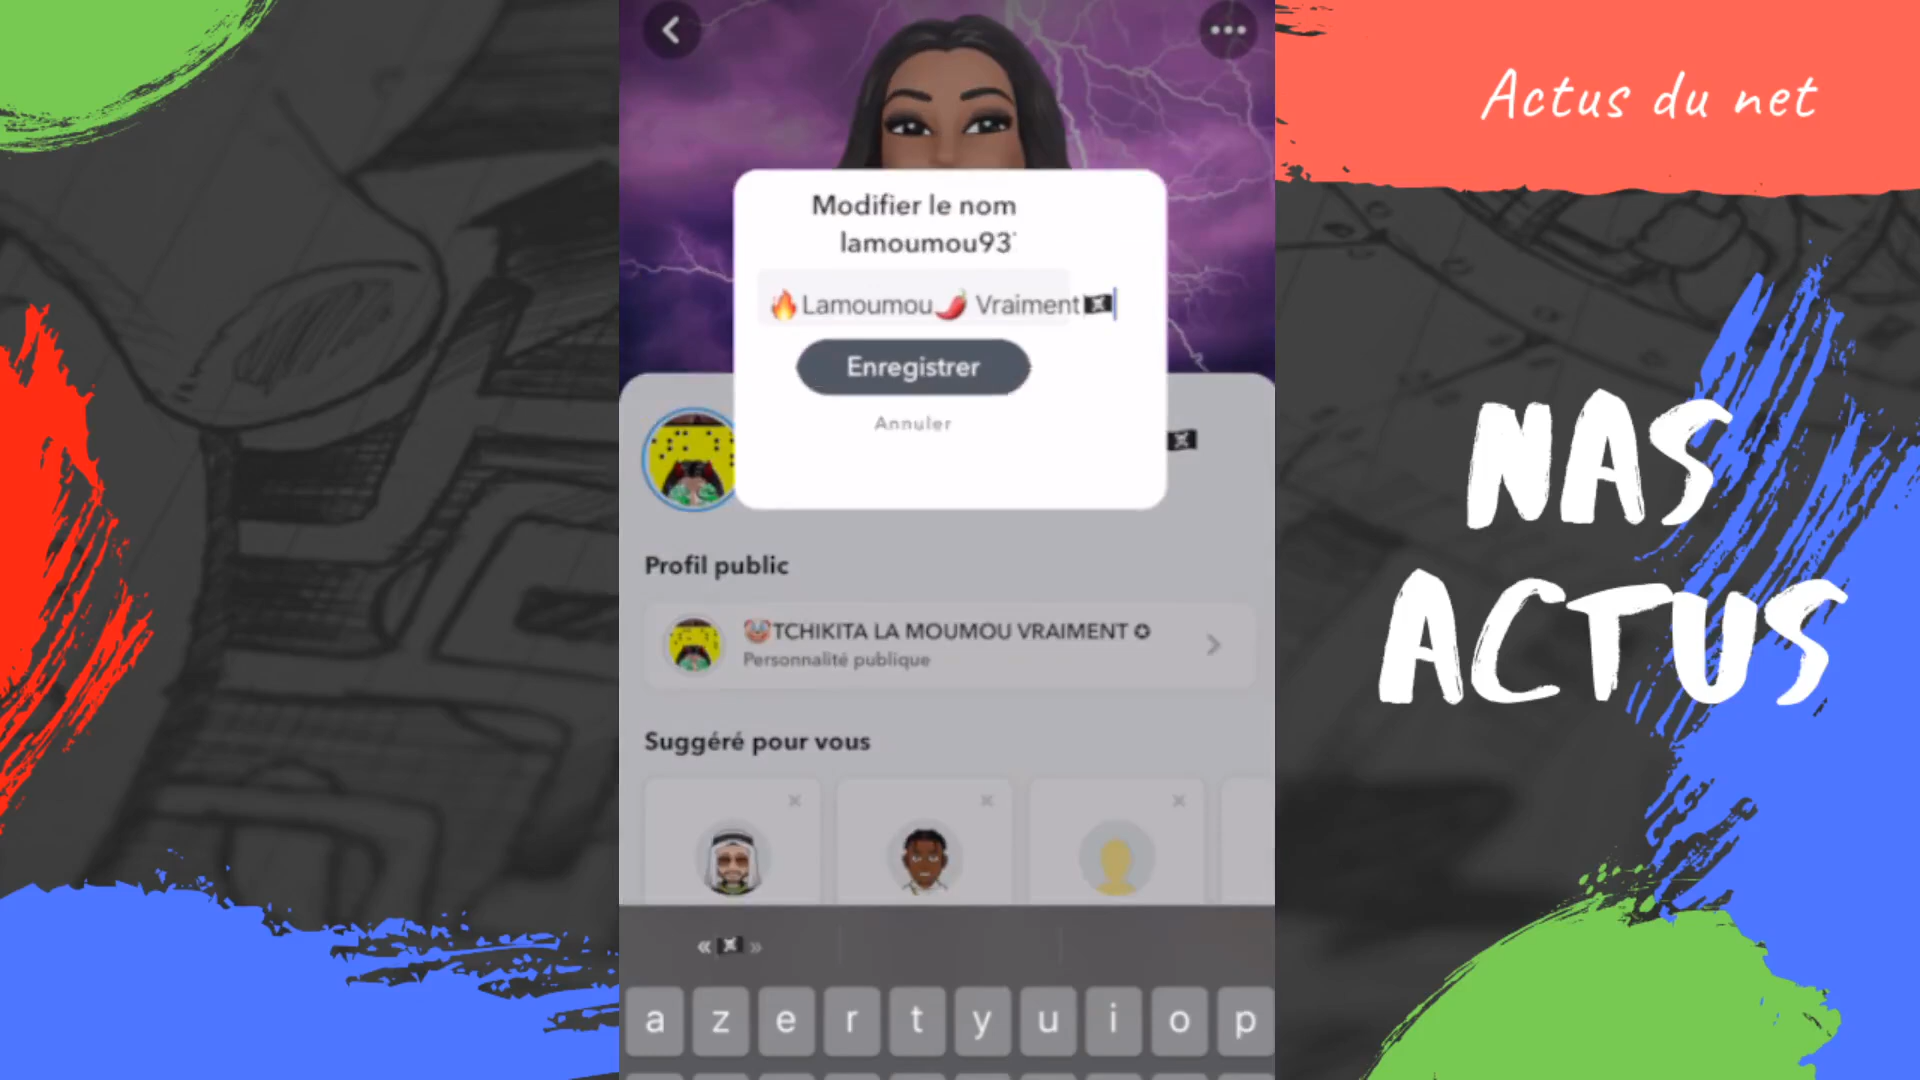 Actus du net
NAS
ACTUS
Modifier le nom
lamoumou93
🔥Lamoumou🌶️ Vraiment🏴‍☠️
Enregistrer
Annuler
🏴‍☠️
Profil public
🤡TCHIKITA LA MOUMOU VRAIMENT ✪
Personnalité publique
Suggéré pour vous
« 🏴‍☠️ »
a z e r t y u i o p